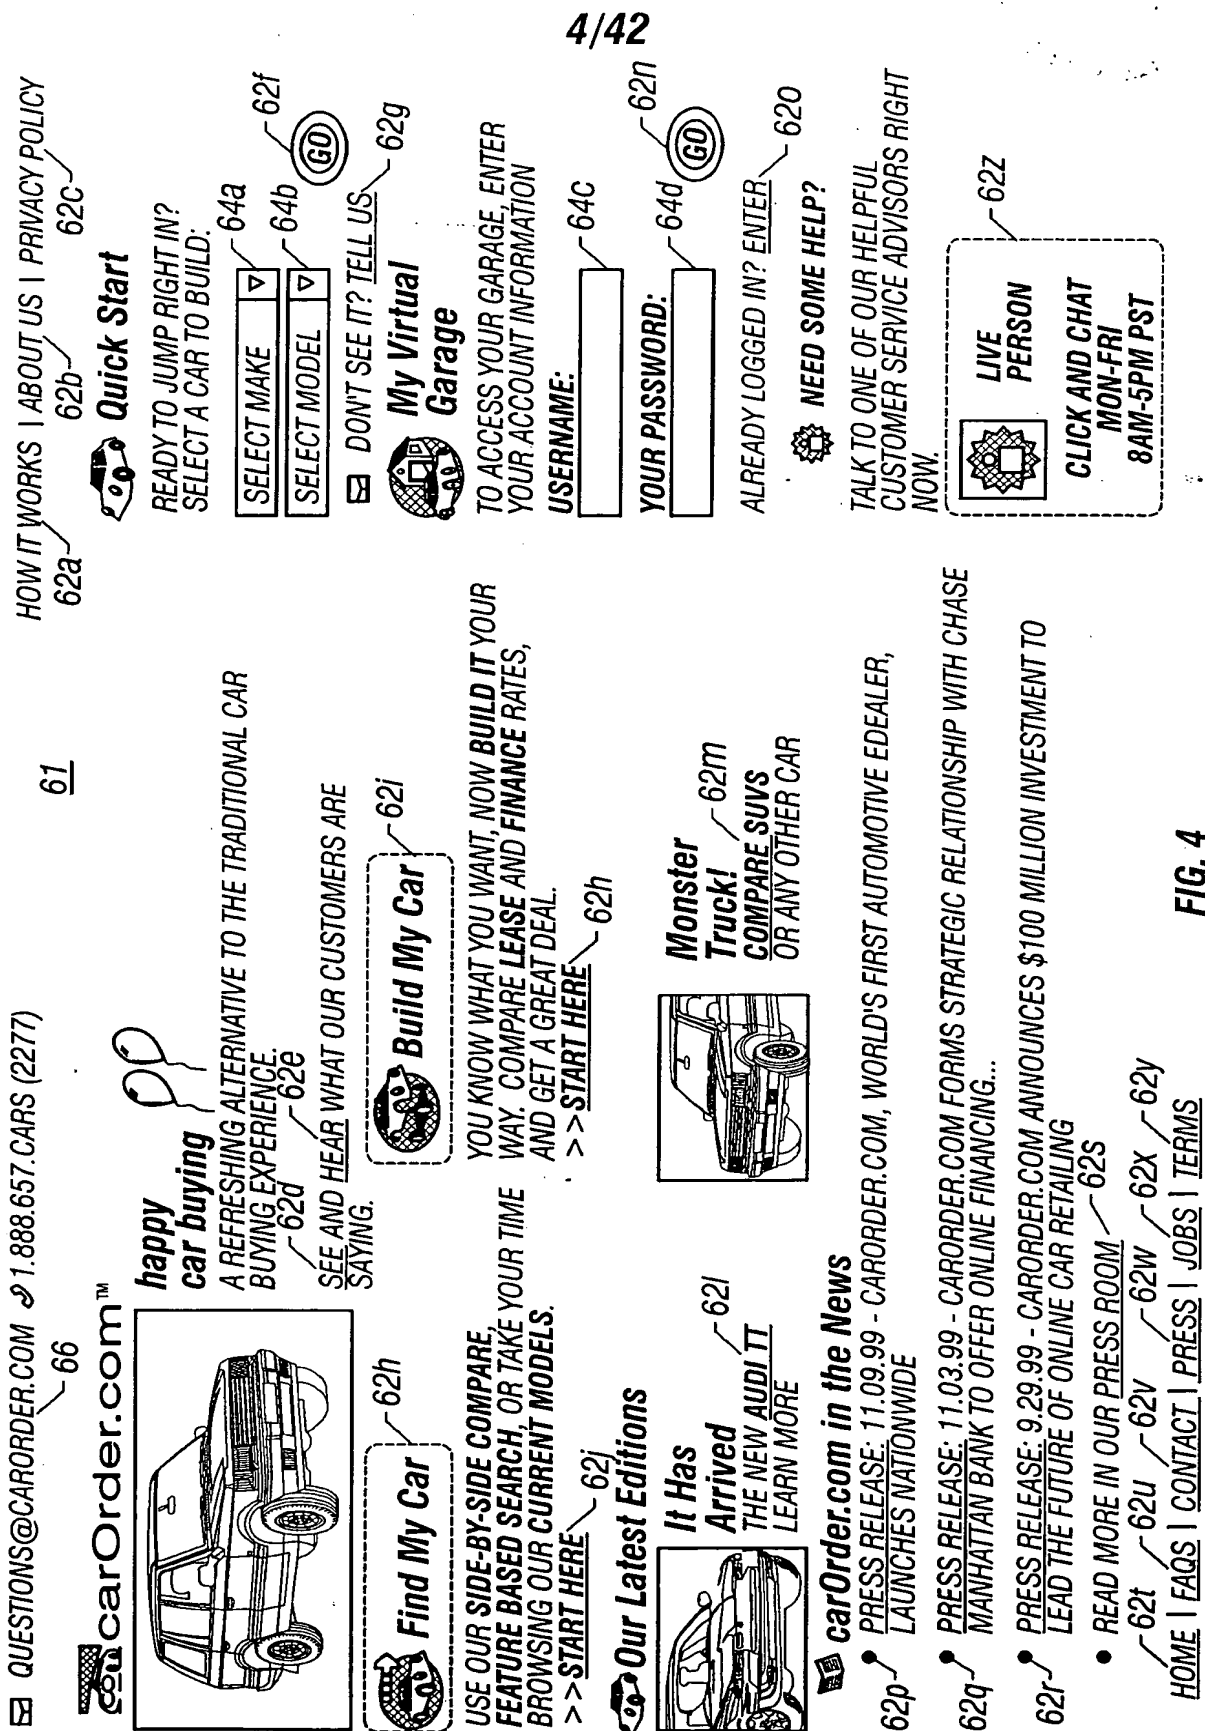 4/42
QUESTIONS@CARORDER.COM 1.888.657.CARS (2277)
66
61
HOW IT WORKS | ABOUT US | PRIVACY POLICY
62a
62b
62c
carOrder.com™
happy
car buying
A REFRESHING ALTERNATIVE TO THE TRADITIONAL CAR
BUYING EXPERIENCE.
62d
62e
SEE AND HEAR WHAT OUR CUSTOMERS ARE
SAYING.
Find My Car
62h
USE OUR SIDE-BY-SIDE COMPARE,
FEATURE BASED SEARCH, OR TAKE YOUR TIME
BROWSING OUR CURRENT MODELS.
>>START HERE
62j
Build My Car
62i
YOU KNOW WHAT YOU WANT, NOW BUILD IT YOUR
WAY. COMPARE LEASE AND FINANCE RATES,
AND GET A GREAT DEAL.
>>START HERE
62h
Our Latest Editions
It Has
Arrived
62l
THE NEW AUDI TT
LEARN MORE
Monster
Truck!
62m
COMPARE SUVS
OR ANY OTHER CAR
carOrder.com in the News
• PRESS RELEASE: 11.09.99 - CARORDER.COM, WORLD'S FIRST AUTOMOTIVE EDEALER,
LAUNCHES NATIONWIDE
62p
• PRESS RELEASE: 11.03.99 - CARORDER.COM FORMS STRATEGIC RELATIONSHIP WITH CHASE
MANHATTAN BANK TO OFFER ONLINE FINANCING...
62q
• PRESS RELEASE: 9.29.99 - CARORDER.COM ANNOUNCES $100 MILLION INVESTMENT TO
LEAD THE FUTURE OF ONLINE CAR RETAILING
62r
• READ MORE IN OUR PRESS ROOM
62s
62t
62u
62v
62w
62x
62y
HOME | FAQS | CONTACT | PRESS | JOBS | TERMS
Quick Start
READY TO JUMP RIGHT IN?
SELECT A CAR TO BUILD:
SELECT MAKE
64a
SELECT MODEL
64b
GO
62f
DON'T SEE IT? TELL US
62g
My Virtual
Garage
TO ACCESS YOUR GARAGE, ENTER
YOUR ACCOUNT INFORMATION
USERNAME:
64c
YOUR PASSWORD:
64d
GO
62n
ALREADY LOGGED IN? ENTER
62o
NEED SOME HELP?
TALK TO ONE OF OUR HELPFUL
CUSTOMER SERVICE ADVISORS RIGHT
NOW.
LIVE
PERSON
CLICK AND CHAT
MON-FRI
8AM-5PM PST
62z
FIG. 4